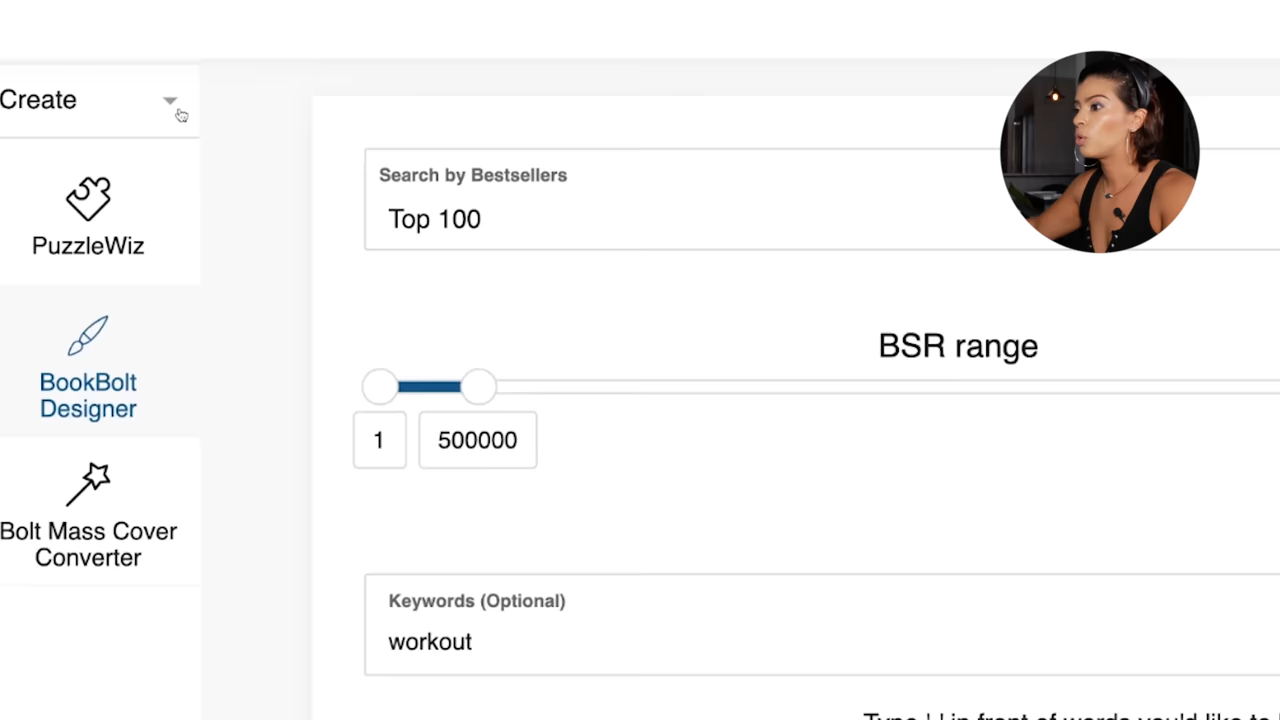 Create
PuzzleWiz
BookBolt
Designer
Bolt Mass Cover
Converter
Search by Bestsellers
Top 100
BSR range
1
500000
Keywords (Optional)
workout